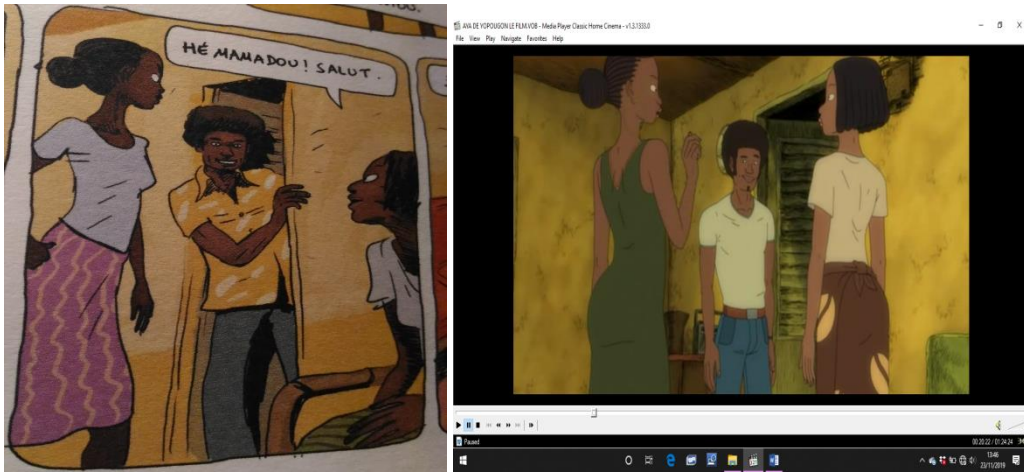 HÉ MAMADOU! SALUT.
AYA DE YOPOUGON LE FILM.VOB - Media Player Classic Home Cinema - v1.3.1333.0
File View Play Navigate Favorites Help
Paused
00:20:22 / 01:24:24
13:46
23/11/2019